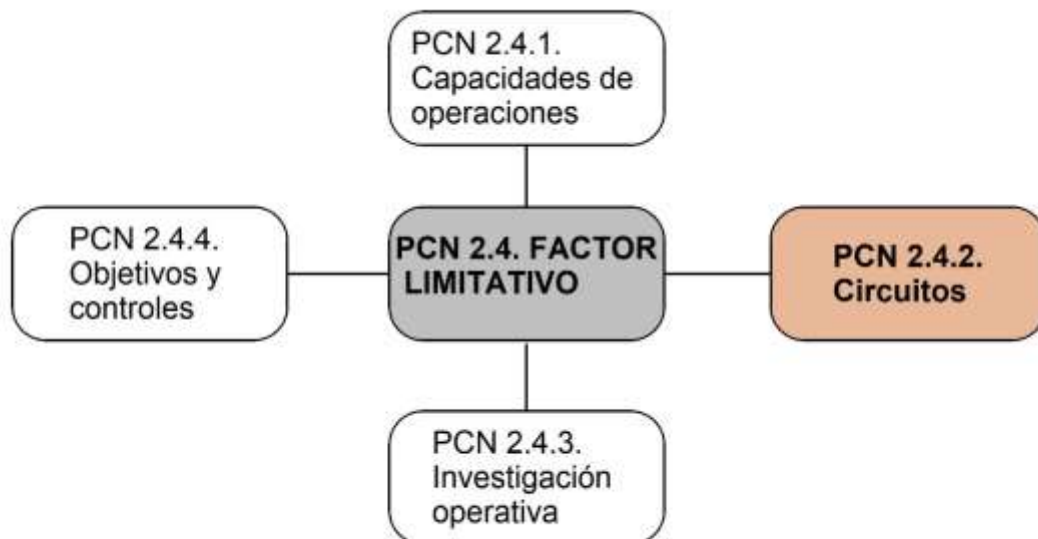 PCN 2.4.1.
Capacidades de
operaciones
PCN 2.4.4.
Objetivos y
controles
PCN 2.4. FACTOR
LIMITATIVO
PCN 2.4.2.
Circuitos
PCN 2.4.3.
Investigación
operativa